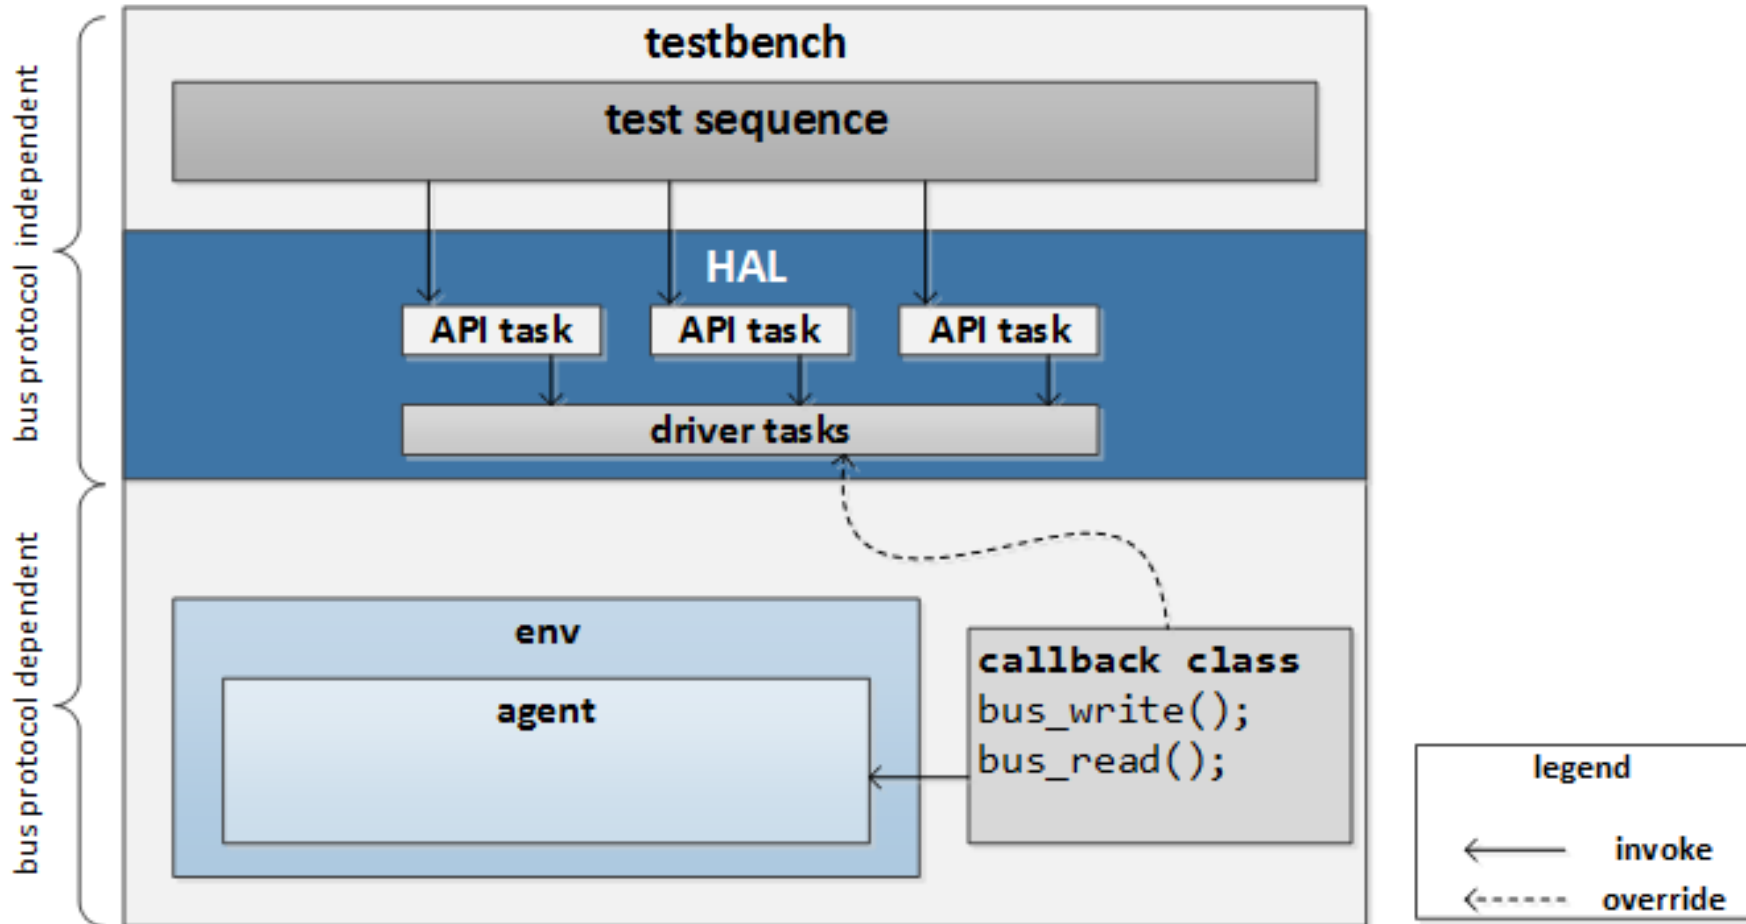 testbench
test sequence
bus protocol independent
HAL
API task
API task
API task
driver tasks
bus protocol dependent
env
agent
callback class
bus_write();
bus_read();
legend
invoke
override